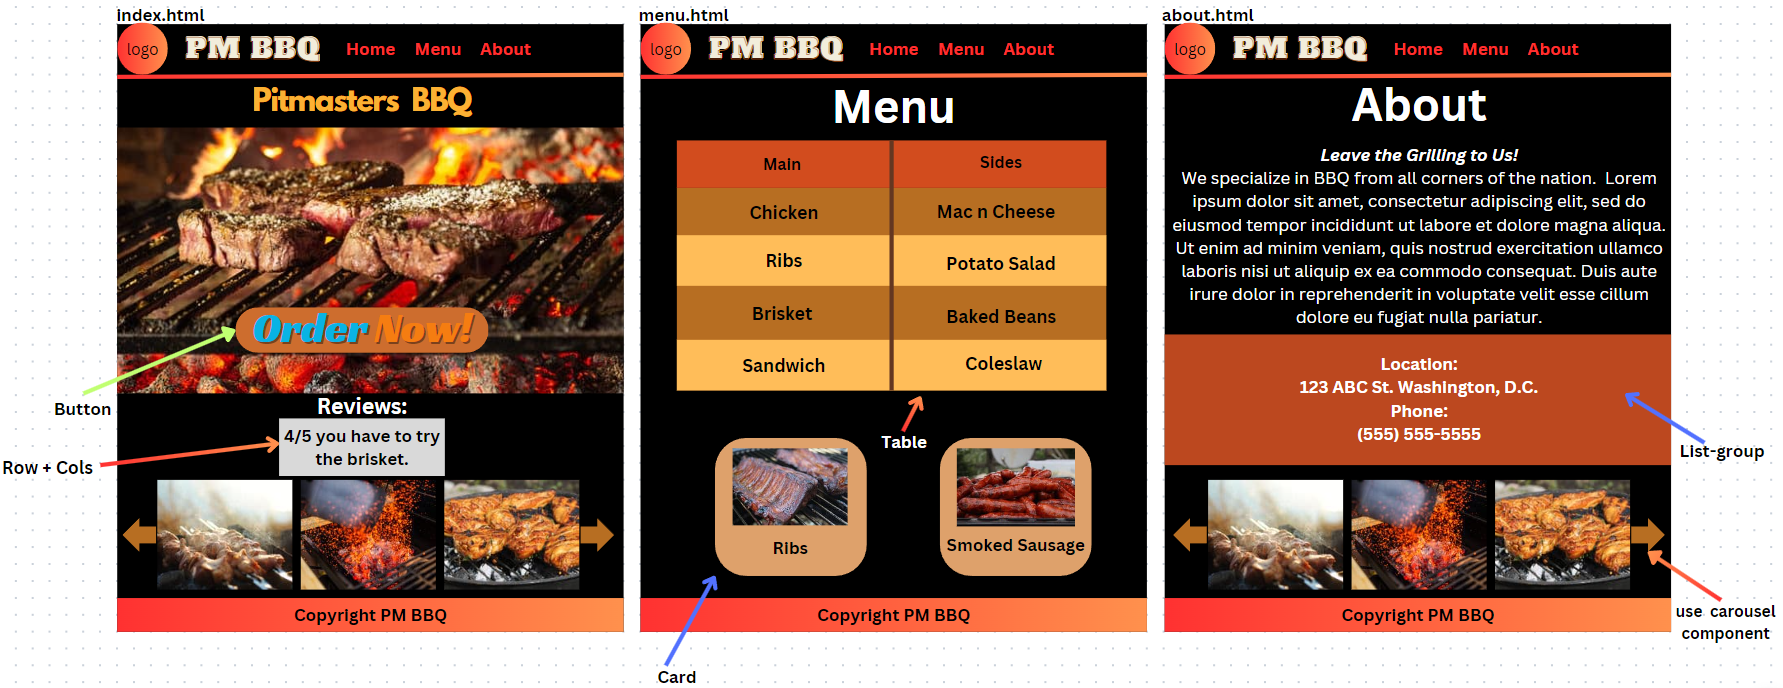 index.html
logo
PM BBQ
Home Menu About
Pitmasters BBQ
Order Now!
Button
Reviews:
4/5 you have to try
the brisket.
Row + Cols
Copyright PM BBQ
menu.html
logo
PM BBQ
Home Menu About
Menu
Main Sides
Chicken Mac n Cheese
Ribs Potato Salad
Brisket Baked Beans
Sandwich Coleslaw
Table
Ribs
Smoked Sausage
Copyright PM BBQ
Card
about.html
logo
PM BBQ
Home Menu About
About
Leave the Grilling to Us!
We specialize in BBQ from all corners of the nation. Lorem
ipsum dolor sit amet, consectetur adipiscing elit, sed do
eiusmod tempor incididunt ut labore et dolore magna aliqua.
Ut enim ad minim veniam, quis nostrud exercitation ullamco
laboris nisi ut aliquip ex ea commodo consequat. Duis aute
irure dolor in reprehenderit in voluptate velit esse cillum
dolore eu fugiat nulla pariatur.
Location:
123 ABC St. Washington, D.C.
Phone:
(555) 555-5555
List-group
use carousel
component
Copyright PM BBQ